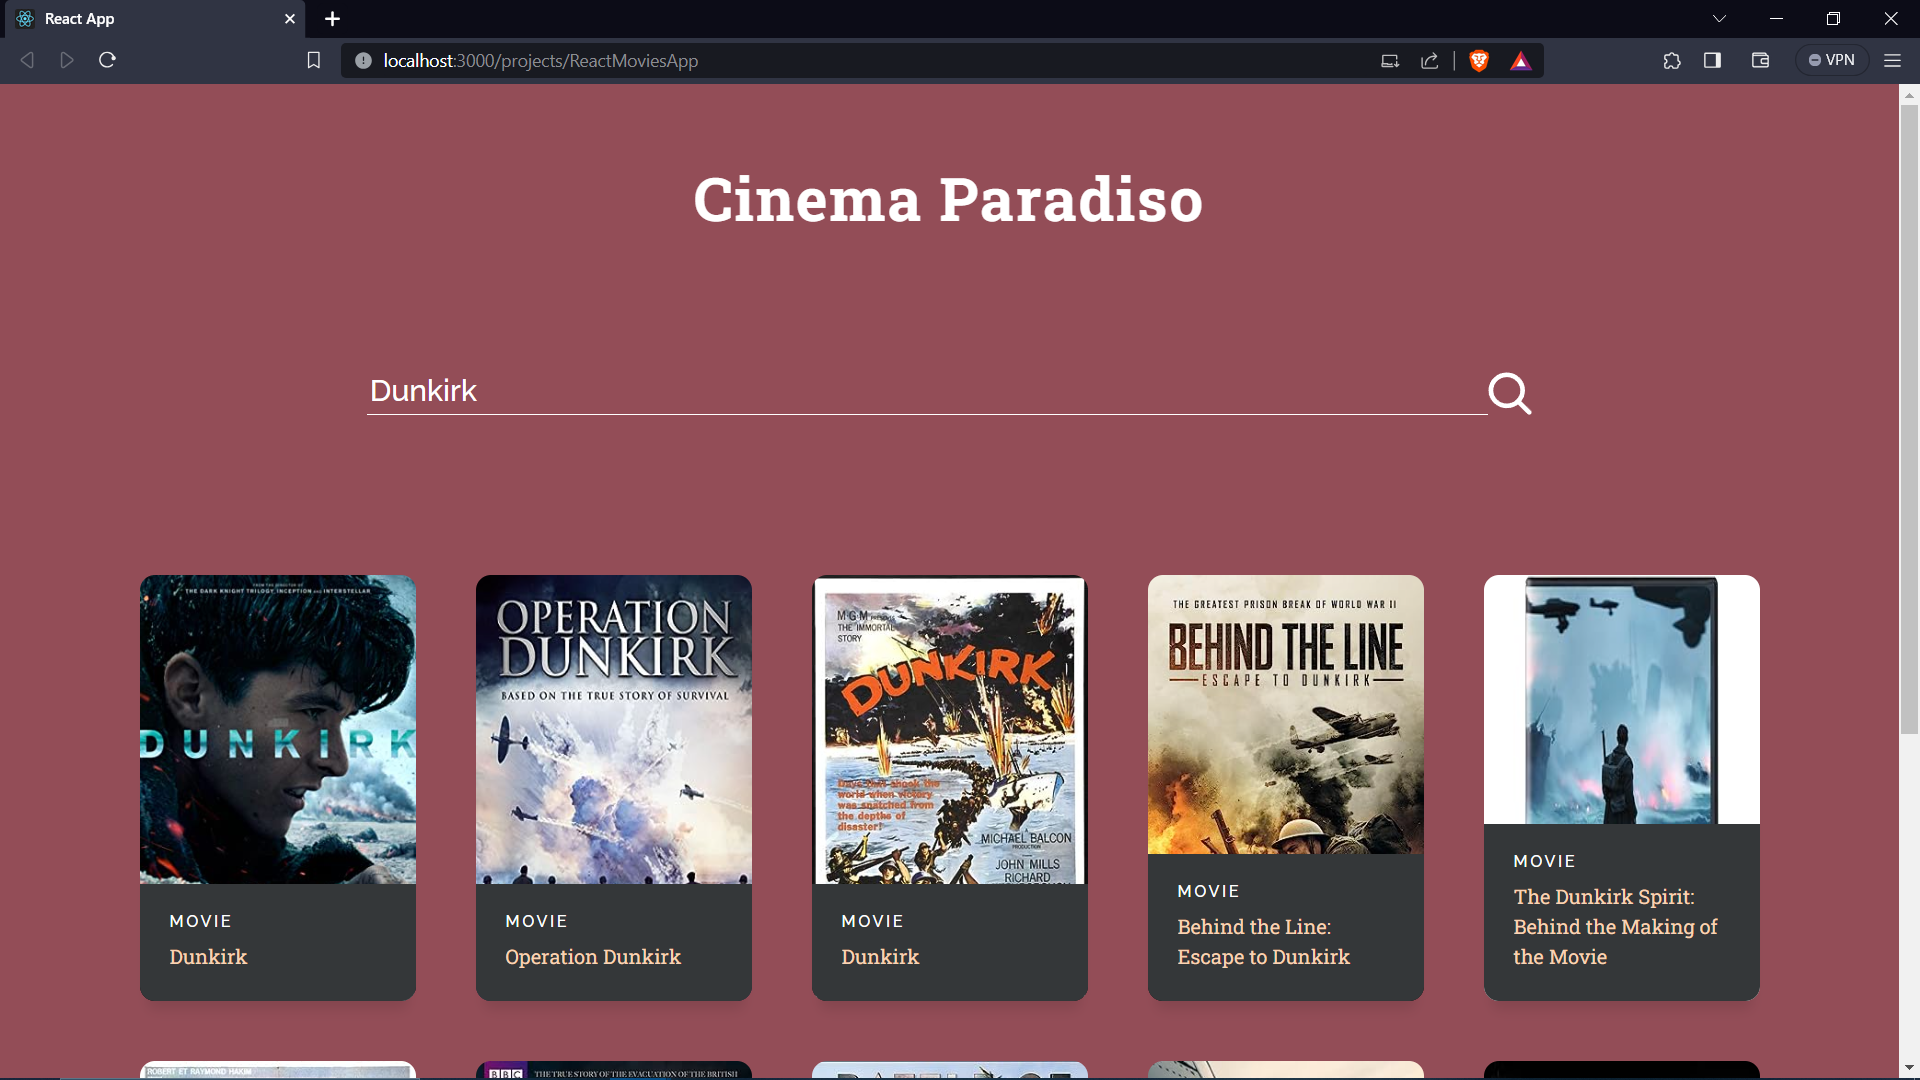 React App
localhost:3000/projects/ReactMoviesApp
VPN
Cinema Paradiso
Dunkirk
FROM THE DIRECTOR OF
THE DARK KNIGHT TRILOGY, INCEPTION AND INTERSTELLAR
DUNKIRK
MOVIE
Dunkirk
OPERATION
DUNKIRK
BASED ON THE TRUE STORY OF SURVIVAL
MOVIE
Operation Dunkirk
M-G-M PRESENTS
THE IMMORTAL
STORY
DUNKIRK
Days that shook the
world when victory
was snatched from
the depths of
disaster!
MICHAEL BALCON
PRODUCTION
JOHN MILLS
RICHARD
MOVIE
Dunkirk
THE GREATEST PRISON BREAK OF WORLD WAR II
BEHIND THE LINE
ESCAPE TO DUNKIRK
MOVIE
Behind the Line:
Escape to Dunkirk
MOVIE
The Dunkirk Spirit:
Behind the Making of
the Movie
ROBERT ET RAYMOND HAKIM
BBC
THE TRUE STORY OF THE EVACUATION OF THE BRITISH